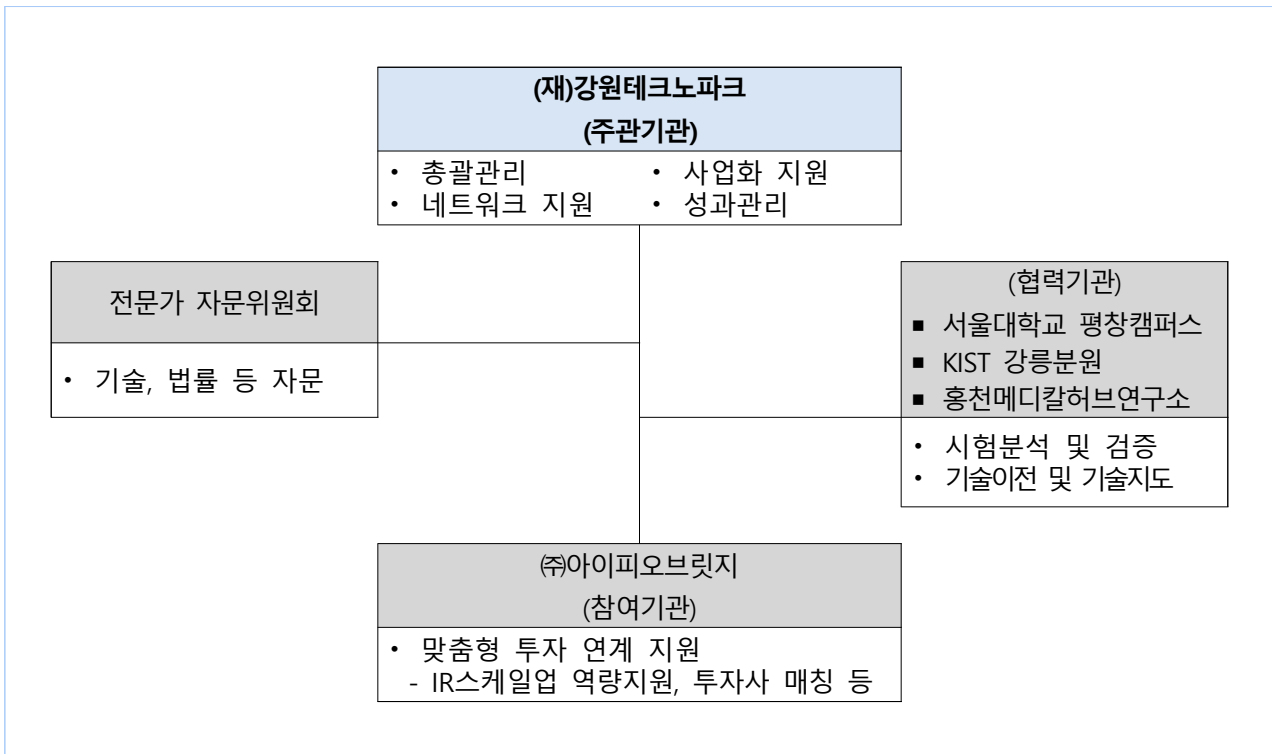 (재)강원테크노파크
(주관기관)
• 총괄관리
• 사업화 지원
• 네트워크 지원
• 성과관리
전문가 자문위원회
• 기술, 법률 등 자문
(협력기관)
■ 서울대학교 평창캠퍼스
■ KIST 강릉분원
■ 홍천메디칼허브연구소
• 시험분석 및 검증
• 기술이전 및 기술지도
㈜아이피오브릿지
(참여기관)
• 맞춤형 투자 연계 지원
- IR스케일업 역량지원, 투자사 매칭 등